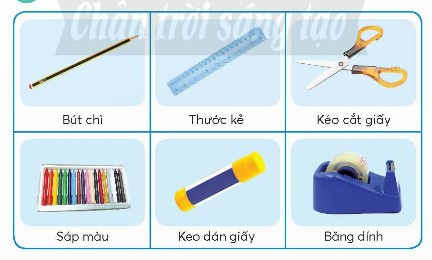 Chân trời sáng tạo
Bút chì
Thước kẻ
Kéo cắt giấy
Sáp màu
Keo dán giấy
Băng dính